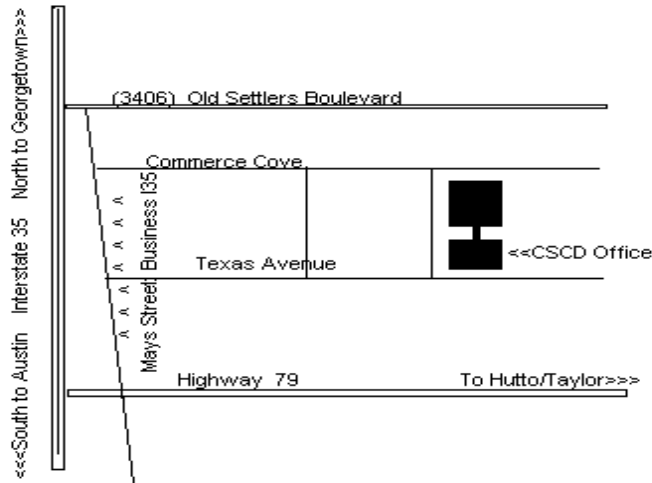 <<<South to Austin Interstate 35 North to Georgetown>>>
(3406) Old Settlers Boulevard
Commerce Cove
Mays Street: Business I35
<<CSCD Office
Texas Avenue
Highway 79
To Hutto/Taylor>>>